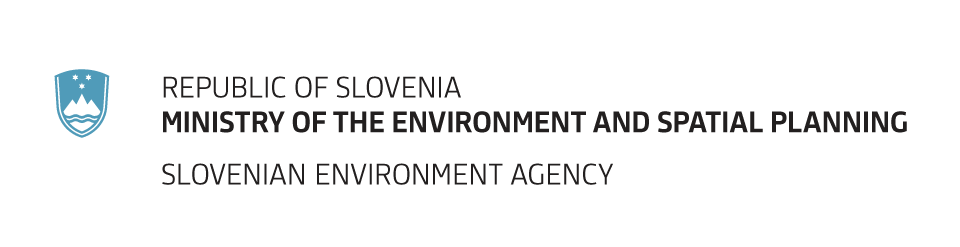 REPUBLIC OF SLOVENIA
MINISTRY OF THE ENVIRONMENT AND SPATIAL PLANNING
SLOVENIAN ENVIRONMENT AGENCY